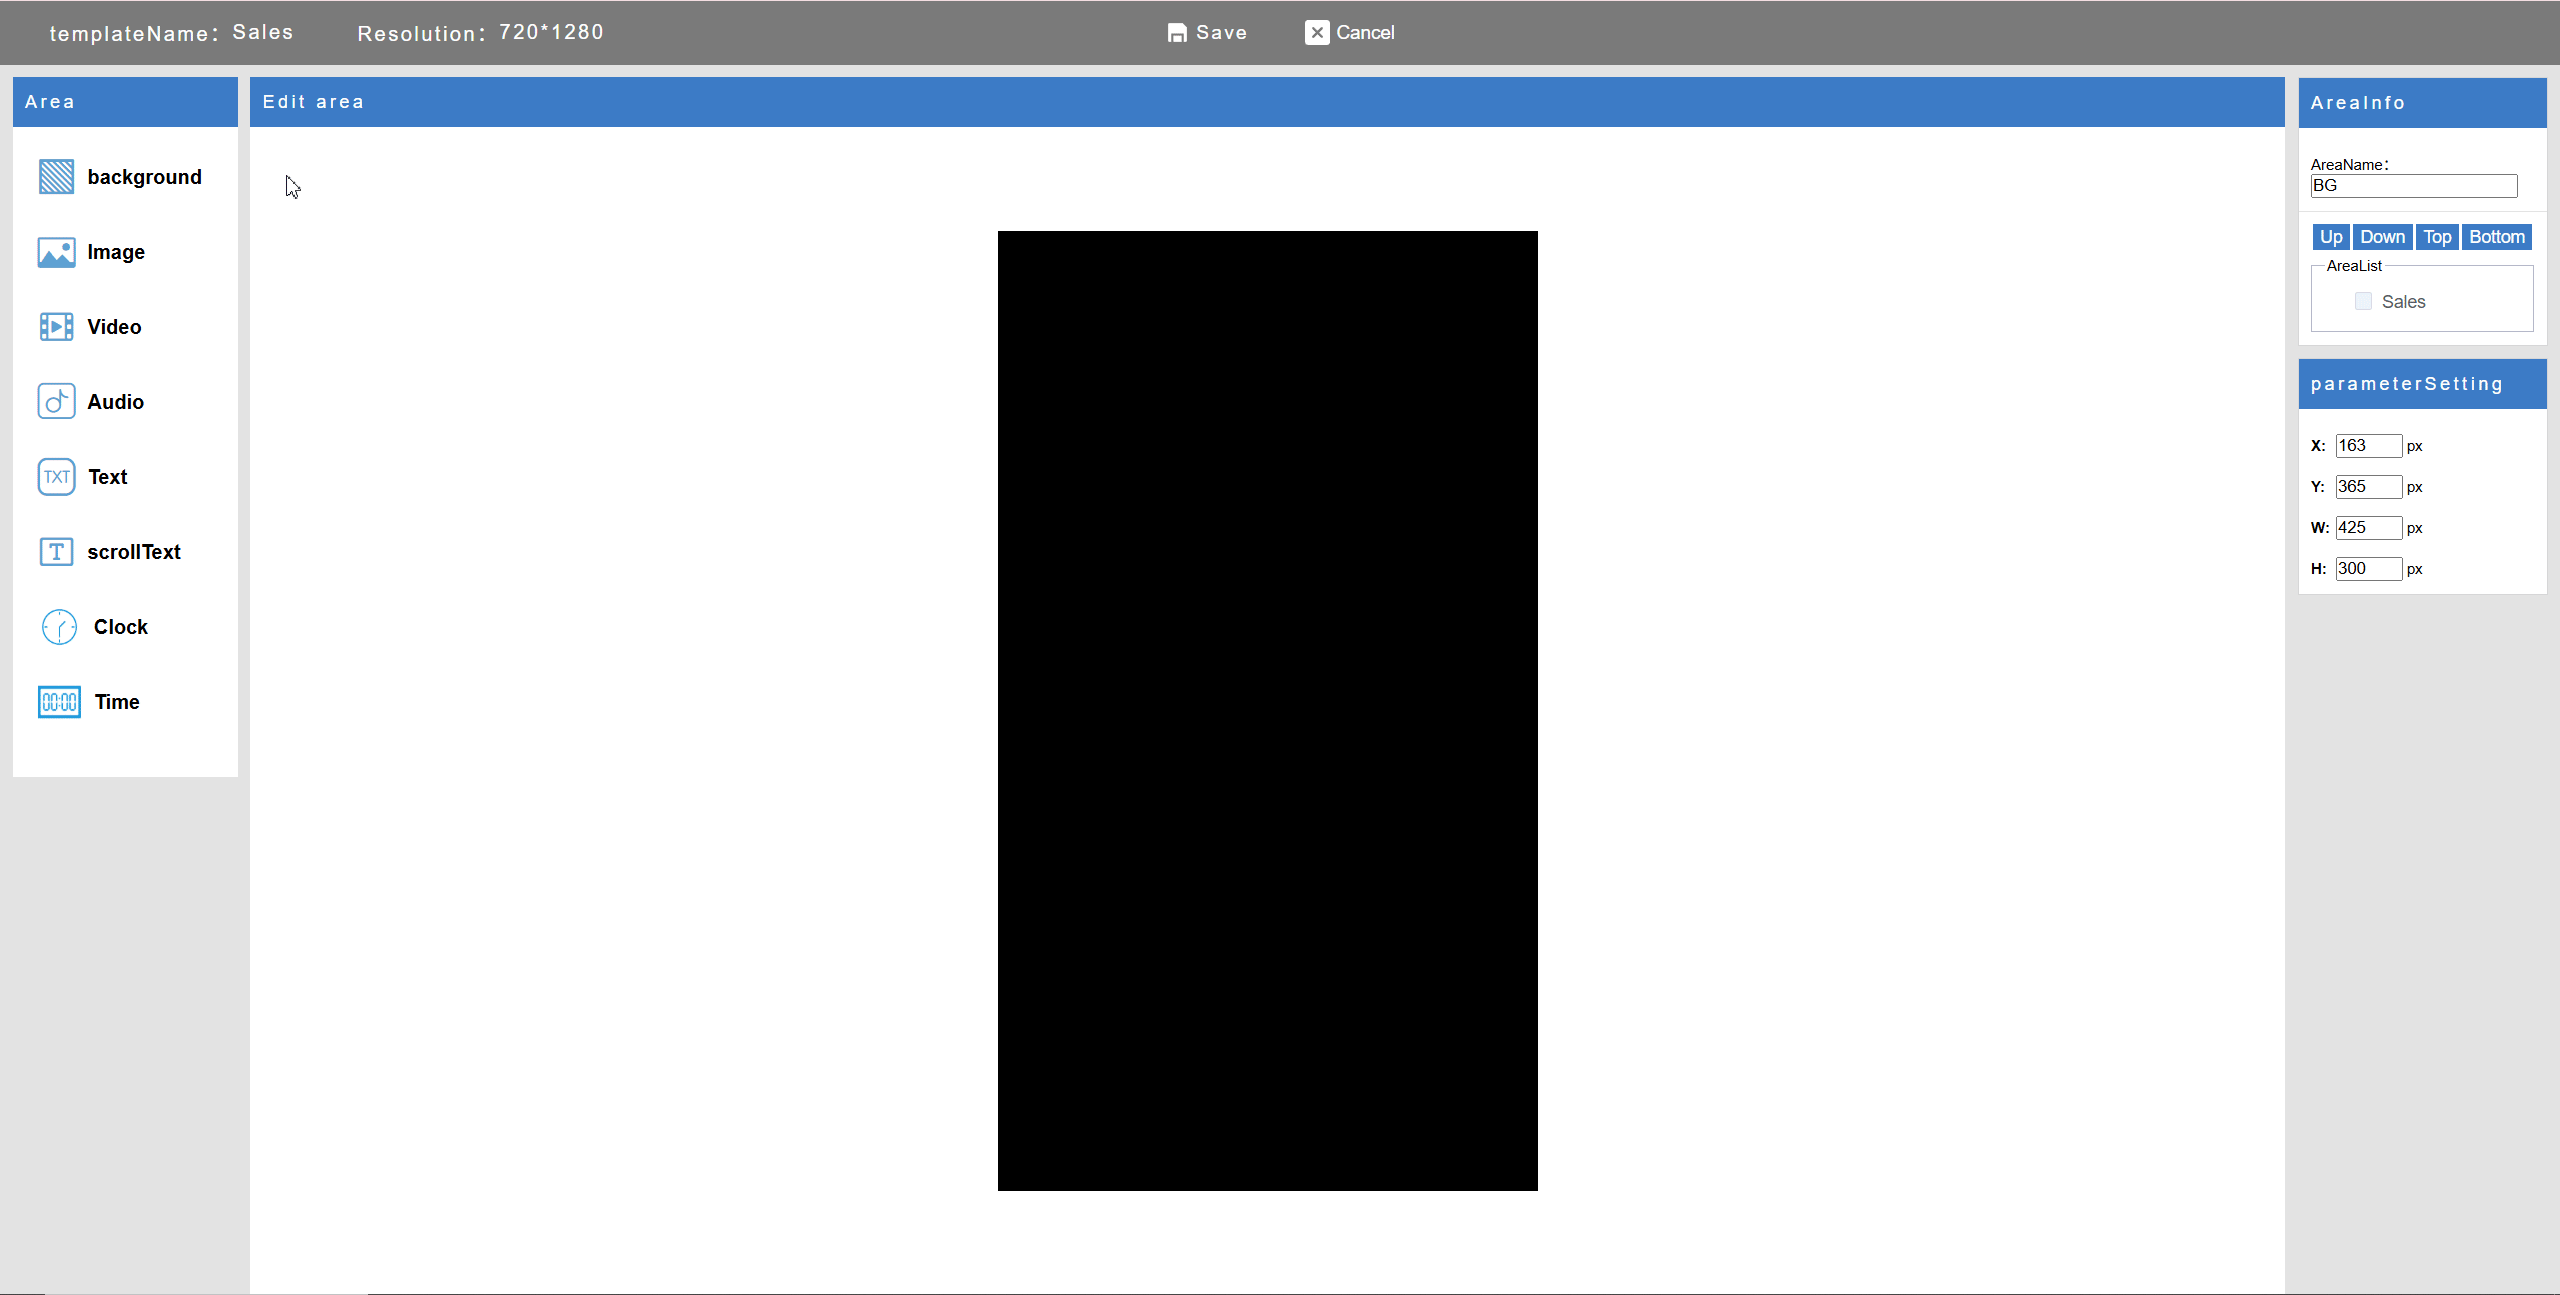 templateName: Sales
Resolution: 720*1280
Save
Cancel
Area
background
Image
Video
Audio
TXT
Text
T
scrollText
Clock
00:00
Time
Edit area
AreaInfo
AreaName:
BG
Up Down Top Bottom
AreaList
Sales
parameterSetting
X: 163 px
Y: 365 px
W: 425 px
H: 300 px